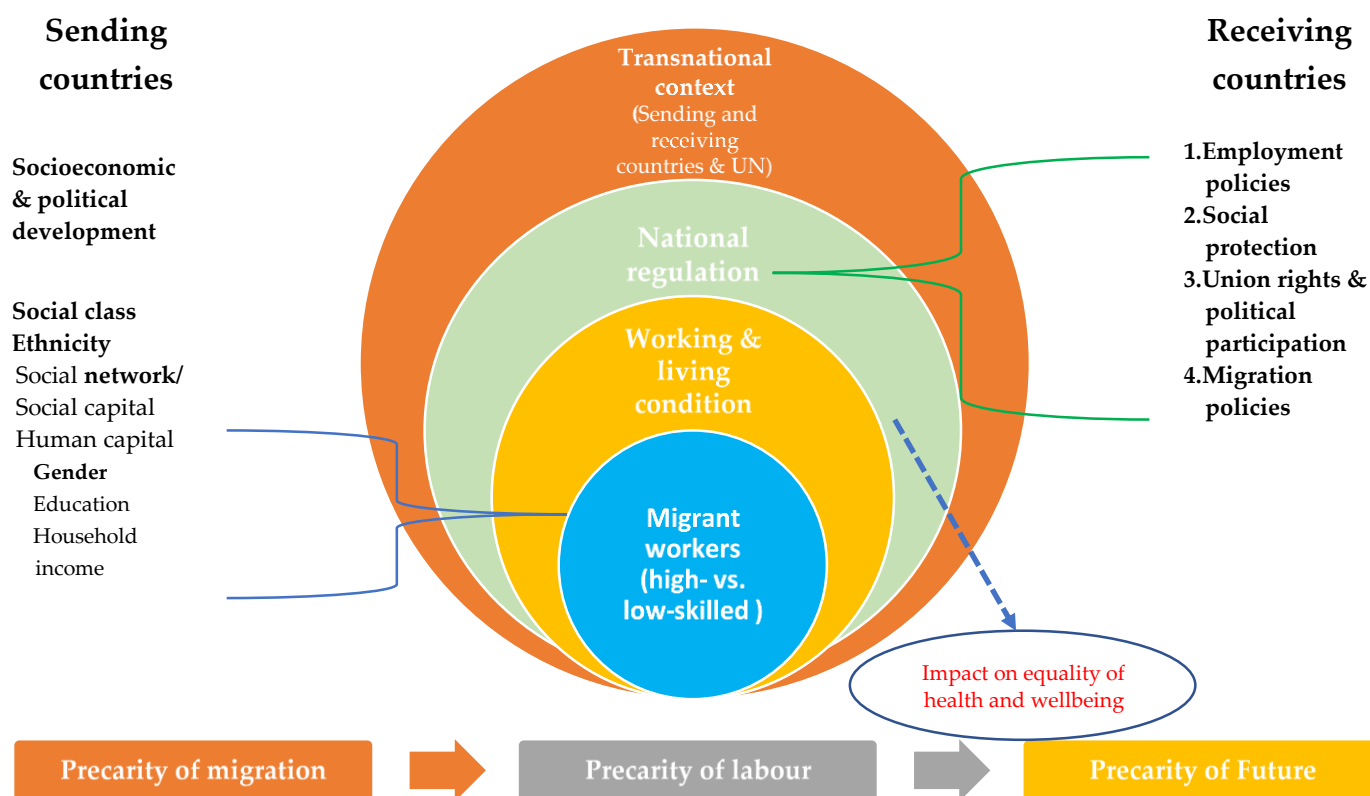 Sending
countries
Socioeconomic
& political
development
Social class
Ethnicity
Social network/
Social capital
Human capital
Gender
Education
Household
income
Transnational
context
(Sending and
receiving
countries & UN)
National
regulation
Working &
living
condition
Migrant
workers
(high- vs.
low-skilled )
Receiving
countries
1.Employment
policies
2.Social
protection
3.Union rights &
political
participation
4.Migration
policies
Impact on equality of
health and wellbeing
Precarity of migration
Precarity of labour
Precarity of Future